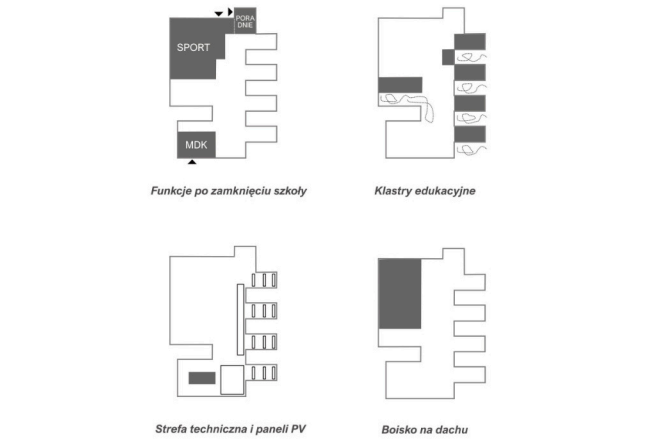 PORA
DNIE
SPORT
MDK
Funkcje po zamknięciu szkoły
Klastry edukacyjne
Strefa techniczna i paneli PV
Boisko na dachu